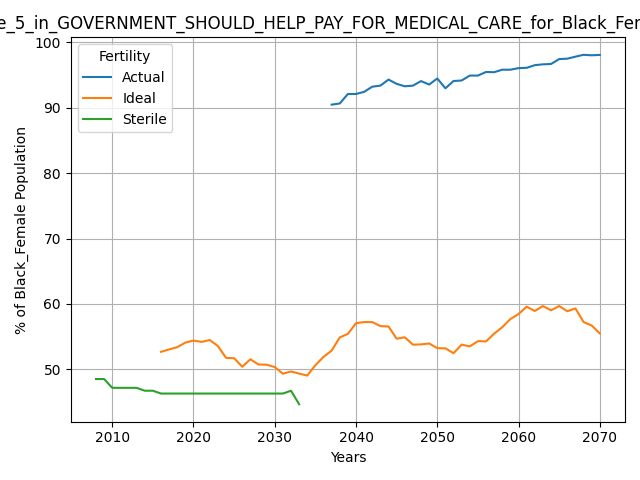 e_5_in_GOVERNMENT_SHOULD_HELP_PAY_FOR_MEDICAL_CARE_for_Black_Fer
Fertility
Actual
Ideal
Sterile
% of Black_Female Population
100
90
80
70
60
50
2010 2020 2030 2040 2050 2060 2070
Years